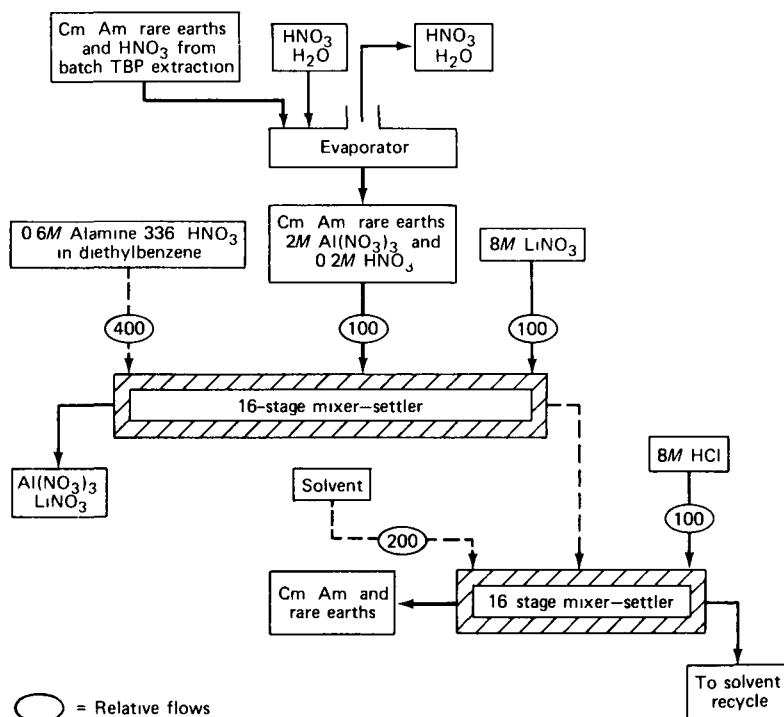 Cm Am rare earths
and HNO3 from
batch TBP extraction
HNO3
H2O
HNO3
H2O
Evaporator
0 6M Alamine 336 HNO3
in diethylbenzene
Cm Am rare earths
2M Al(NO3)3 and
0 2M HNO3
8M LiNO3
400
100
100
16-stage mixer–settler
Al(NO3)3
LiNO3
Solvent
8M HCl
200
100
Cm Am and
rare earths
16 stage mixer–settler
To solvent
recycle
= Relative flows